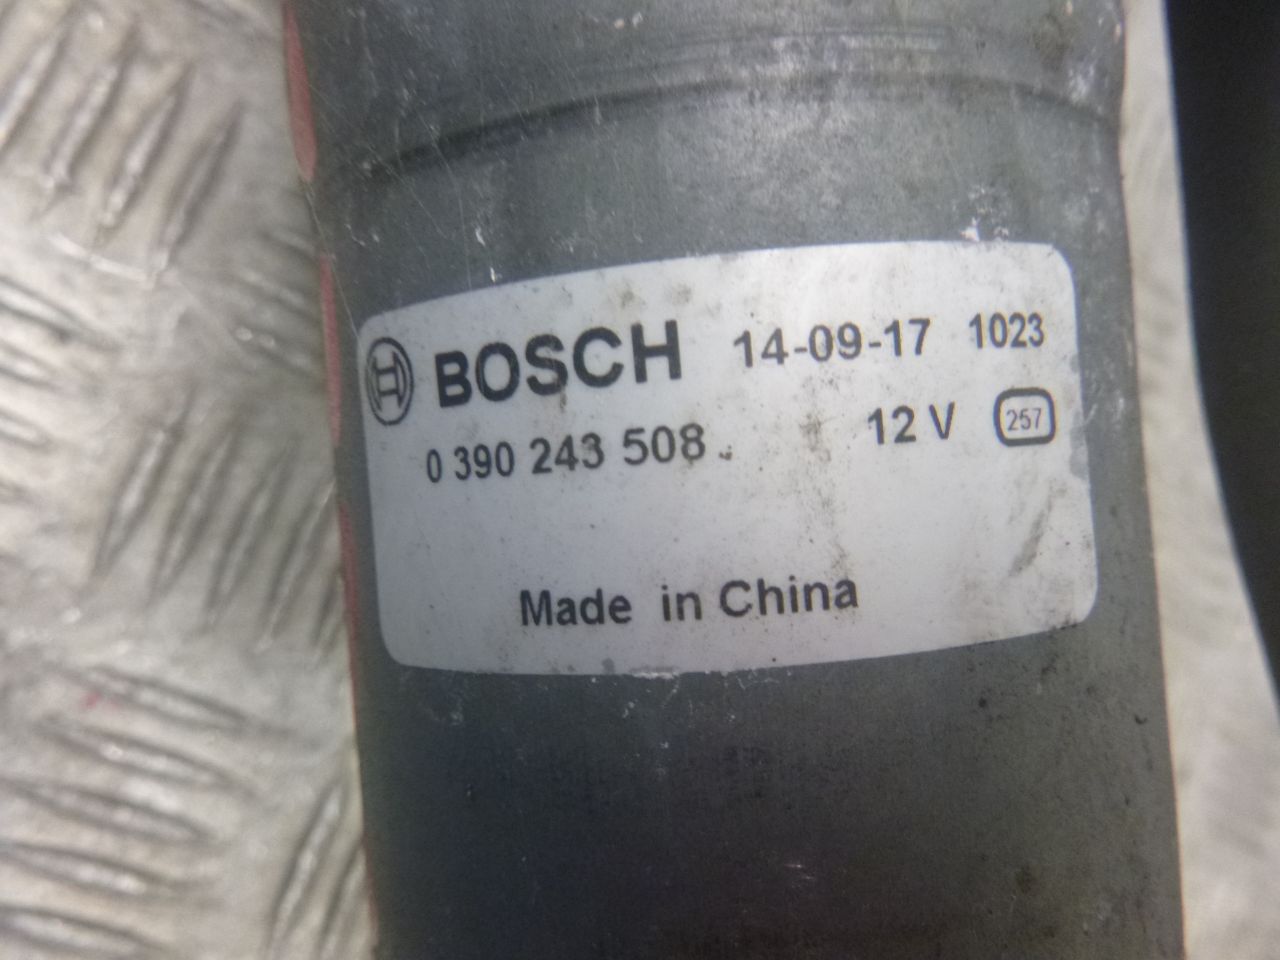 BOSCH 14-09-17 1023
0 390 243 508 12 V 257
Made in China